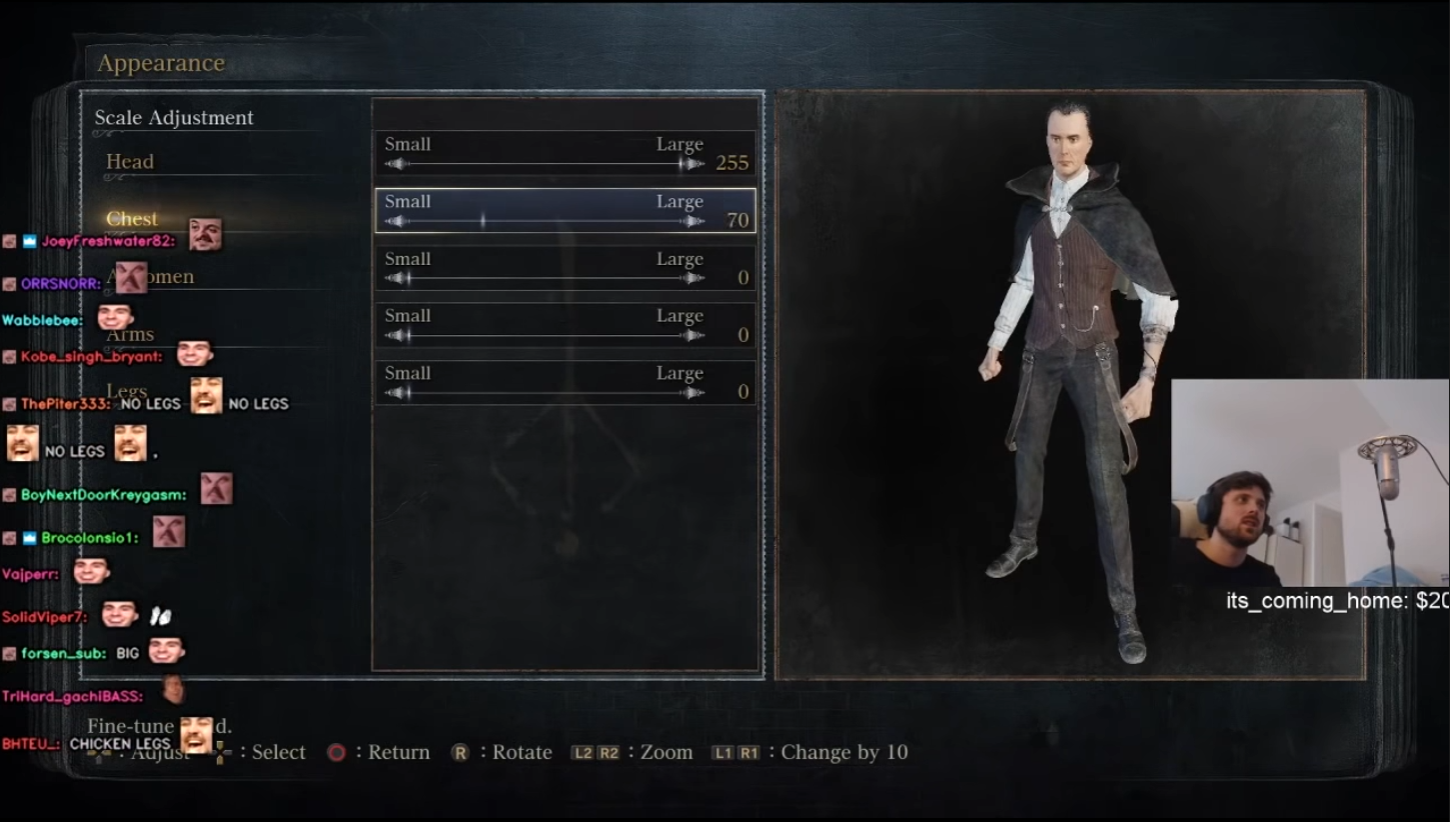 Appearance
Scale Adjustment
Head
Small Large 255
Chest
Small Large 70
JoeyFreshwater82:
Small Large 0
ORRSNORR:
omen
Wabblebee:
Small Large 0
Arms
Kobe_singh_bryant:
Small Large 0
Legs
ThePiter333: NO LEGS NO LEGS
NO LEGS .
BoyNextDoorKreygasm:
Brocolonsio1:
Vajperr:
its_coming_home: $20
SolidViper7:
forsen_sub: BIG
TriHard_gachiBASS:
Fine-tune d.
BHTEU_: CHICKEN LEGS
: Adjust : Select : Return R : Rotate L2 R2 : Zoom L1 R1 : Change by 10